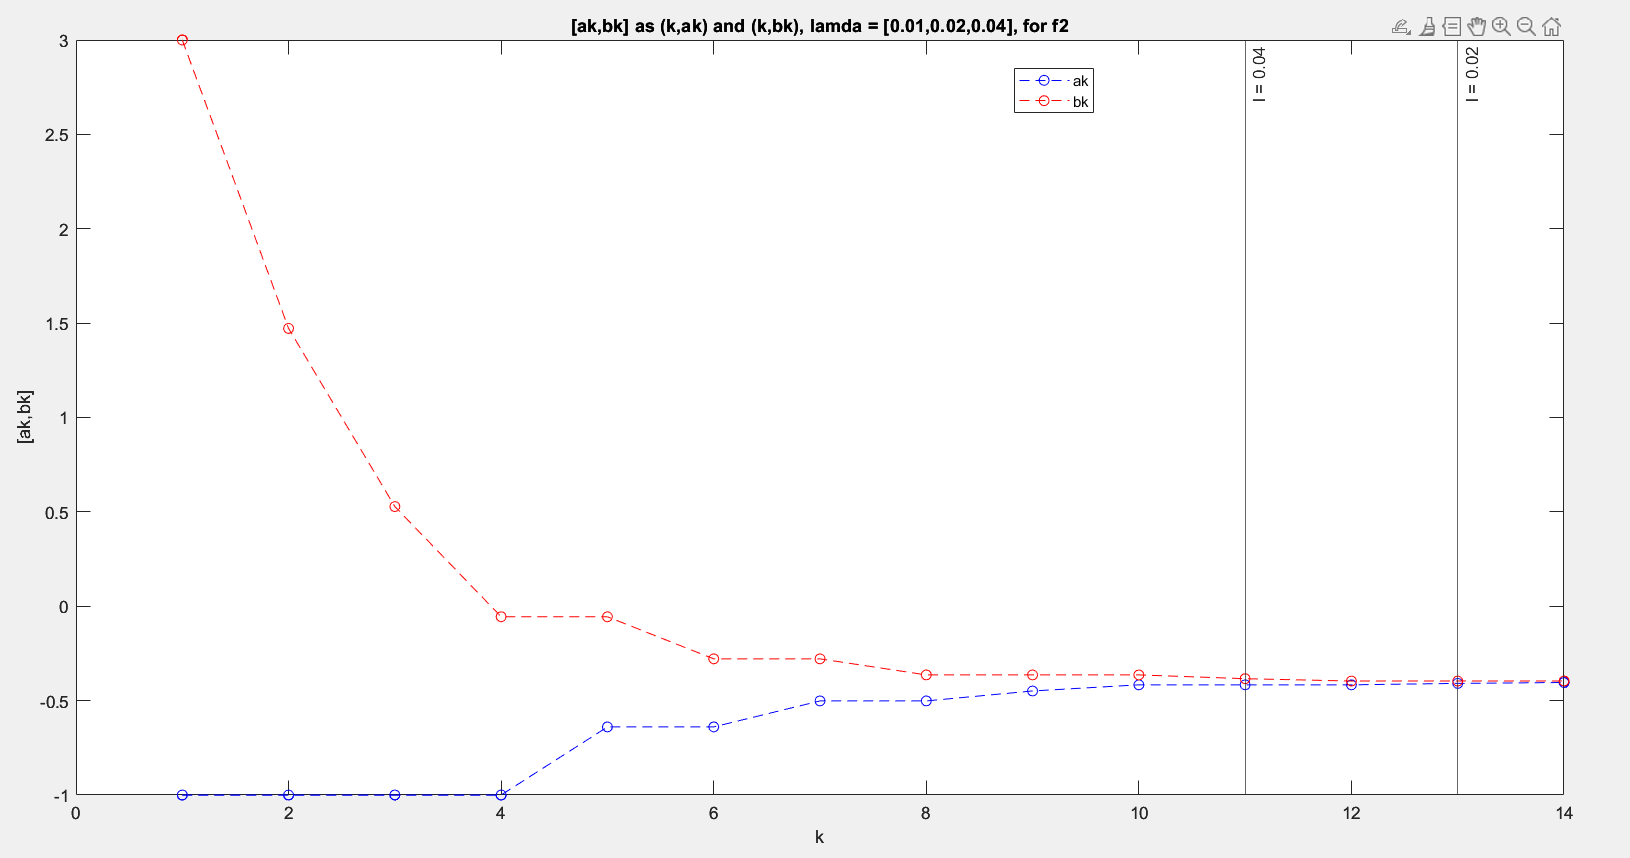 [ak,bk] as (k,ak) and (k,bk), lamda = [0.01,0.02,0.04], for f2
3
2.5
2
1.5
1
0.5
0
-0.5
-1
[ak,bk]
ak
bk
l = 0.04
l = 0.02
0 2 4 6 8 10 12 14
k